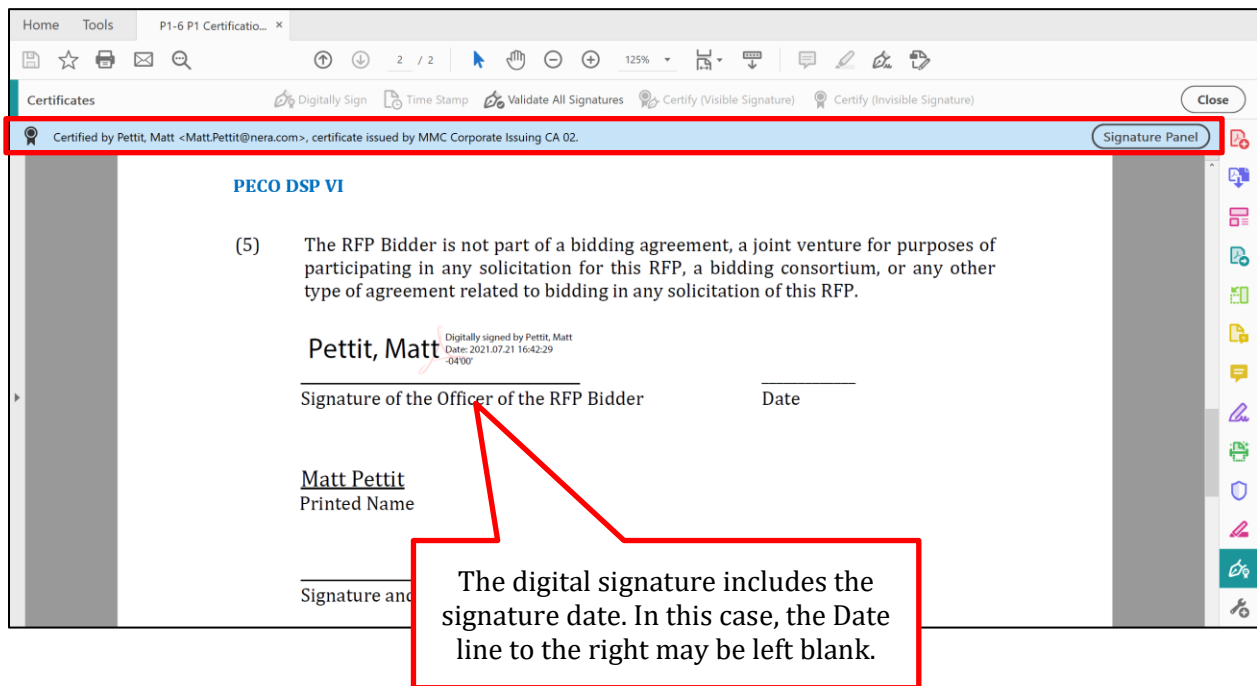 Home Tools P1-6 P1 Certificatio... ×
2 / 2 125%
Certificates Digitally Sign Time Stamp Validate All Signatures Certify (Visible Signature) Certify (Invisible Signature) Close
Certified by Pettit, Matt <Matt.Pettit@nera.com>, certificate issued by MMC Corporate Issuing CA 02. Signature Panel
PECO DSP VI
(5) The RFP Bidder is not part of a bidding agreement, a joint venture for purposes of
participating in any solicitation for this RFP, a bidding consortium, or any other
type of agreement related to bidding in any solicitation of this RFP.
Pettit, Matt
Digitally signed by Pettit, Matt
Date: 2021.07.21 16:42:29
-04'00'
Signature of the Officer of the RFP Bidder Date
Matt Pettit
Printed Name
Signature and
The digital signature includes the
signature date. In this case, the Date
line to the right may be left blank.